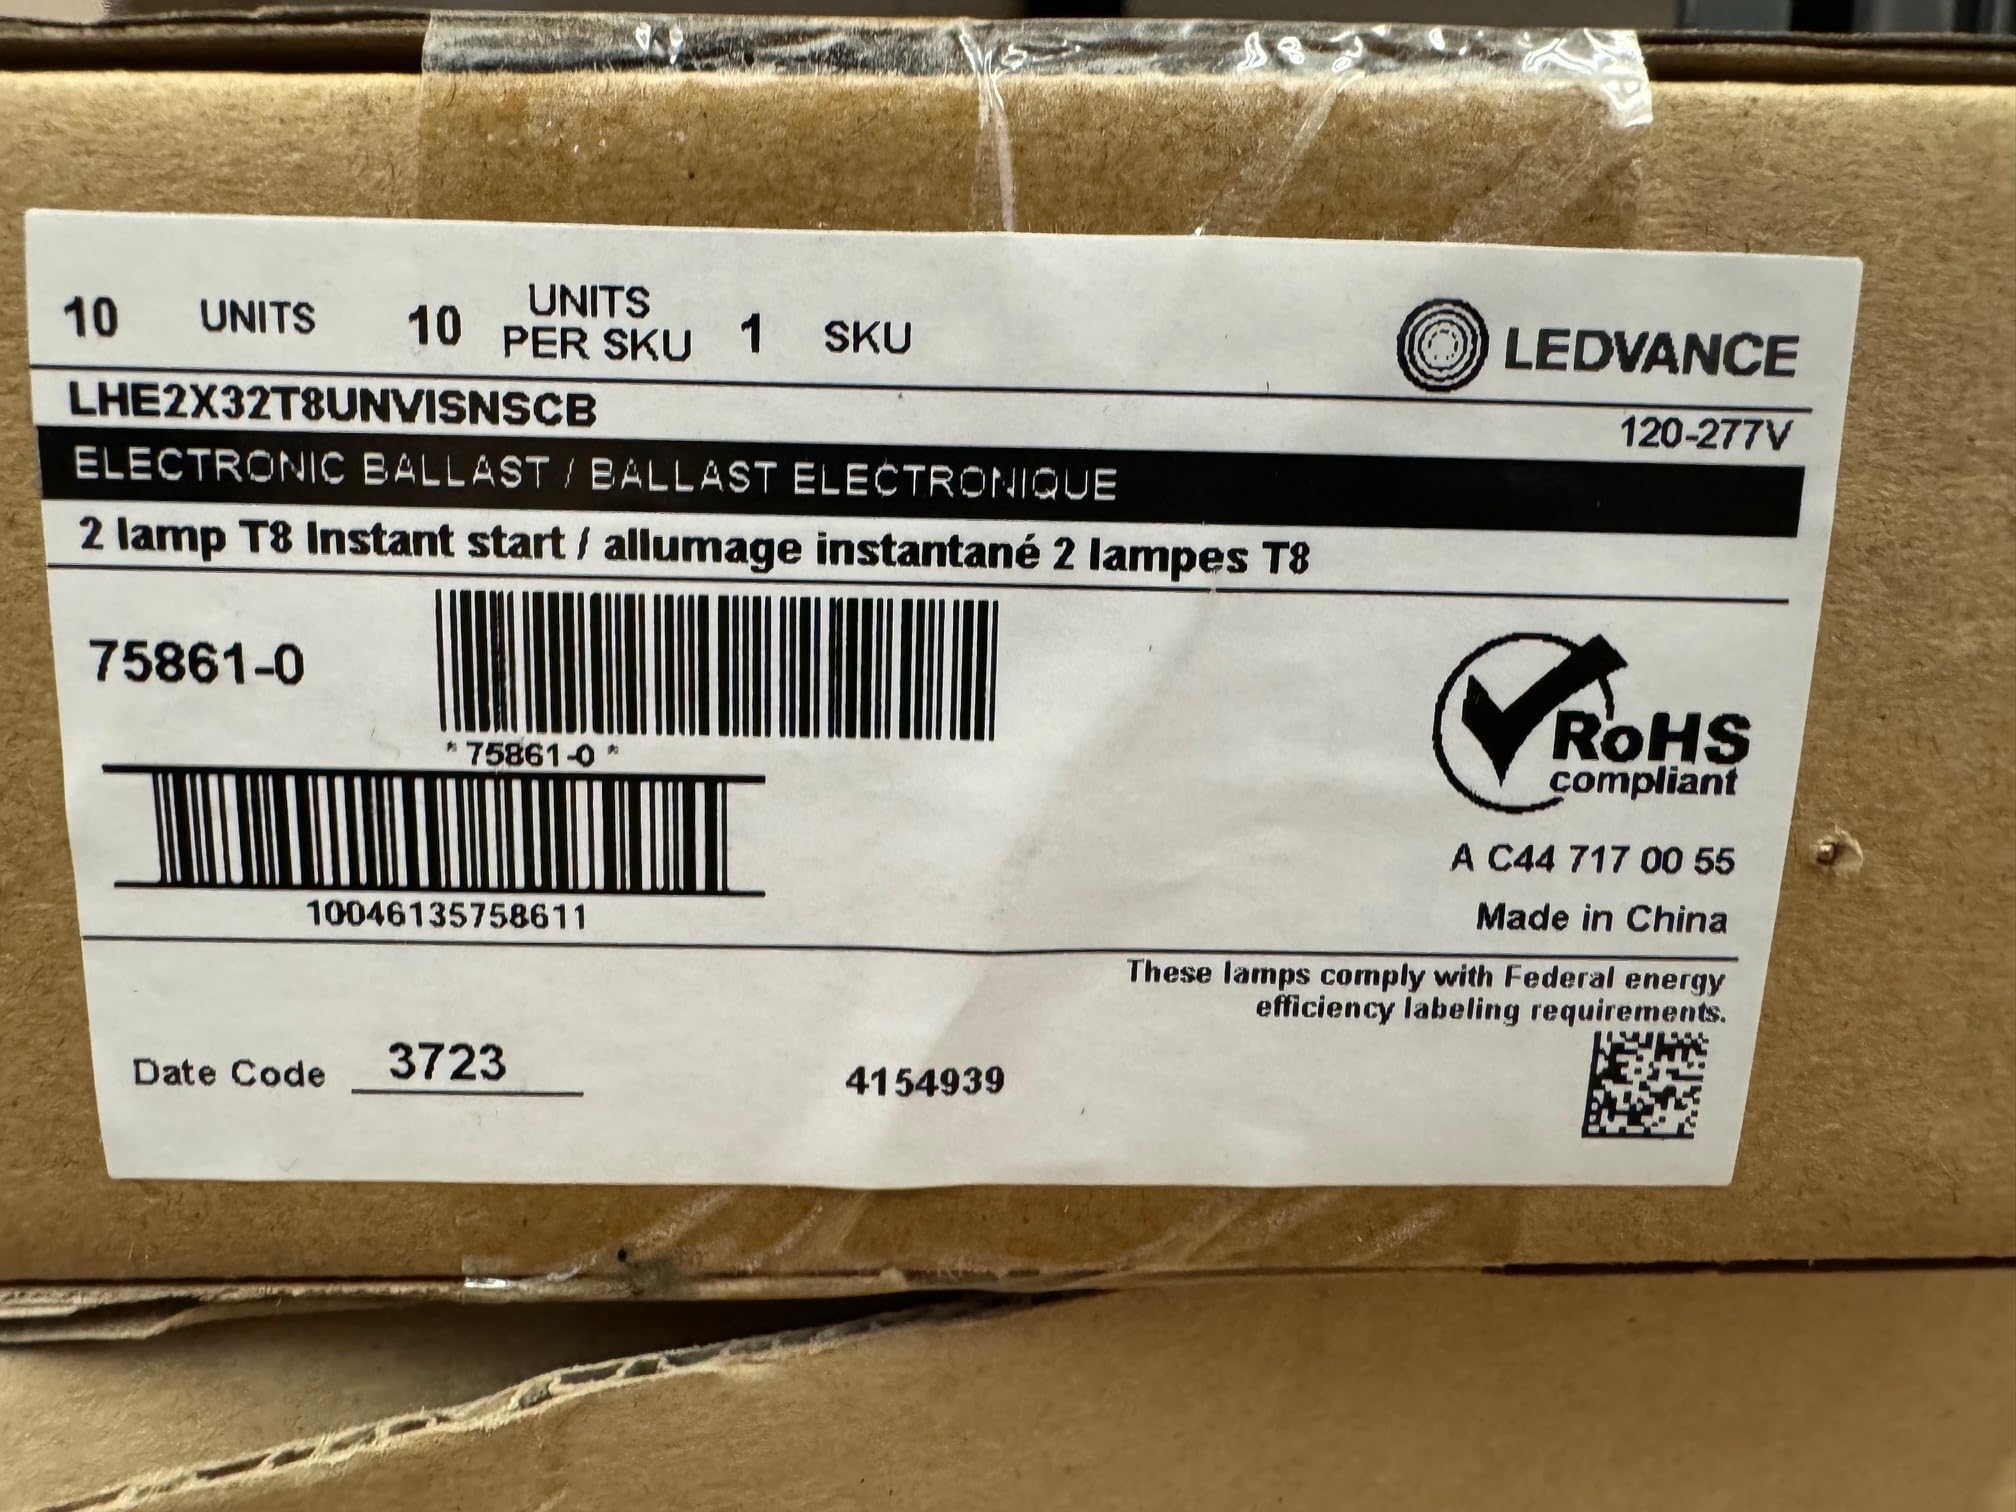 10 UNITS 10 UNITS PER SKU 1 SKU
LEDVANCE
LHE2X32T8UNVISNSCB
120-277V
ELECTRONIC BALLAST / BALLAST ELECTRONIQUE
2 lamp T8 Instant start / allumage instantané 2 lampes T8
75861-0
*75861-0*
10046135758611
RoHS
compliant
A C44 717 00 55
Made in China
These lamps comply with Federal energy
efficiency labeling requirements.
Date Code 3723
4154939